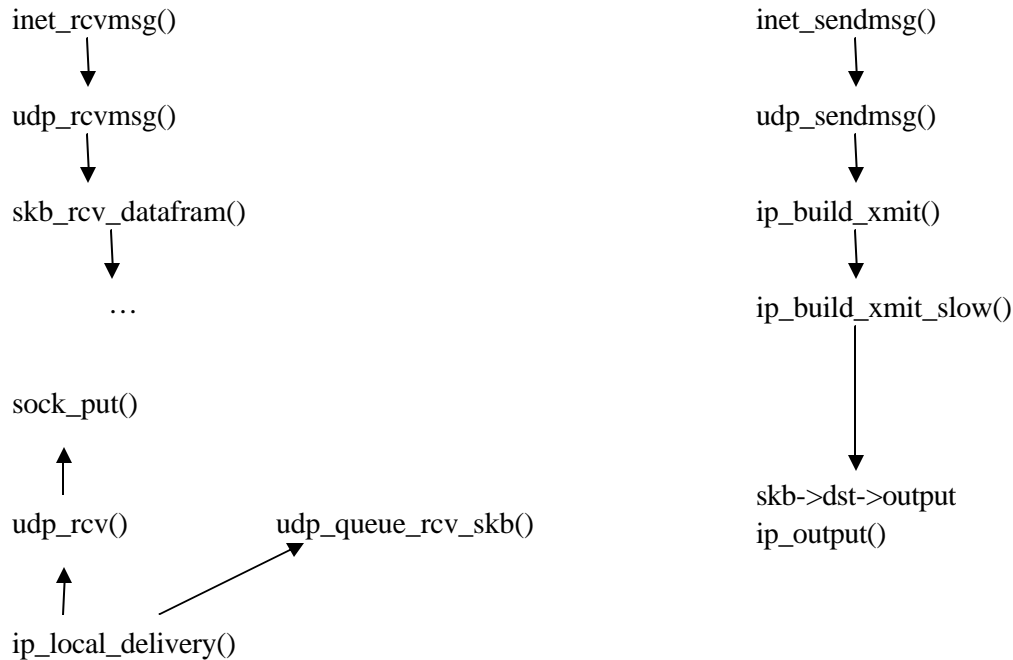 inet_rcvmsg()
inet_sendmsg()
udp_rcvmsg()
udp_sendmsg()
skb_rcv_datafram()
ip_build_xmit()
…
ip_build_xmit_slow()
sock_put()
skb->dst->output
udp_rcv()
udp_queue_rcv_skb()
ip_output()
ip_local_delivery()